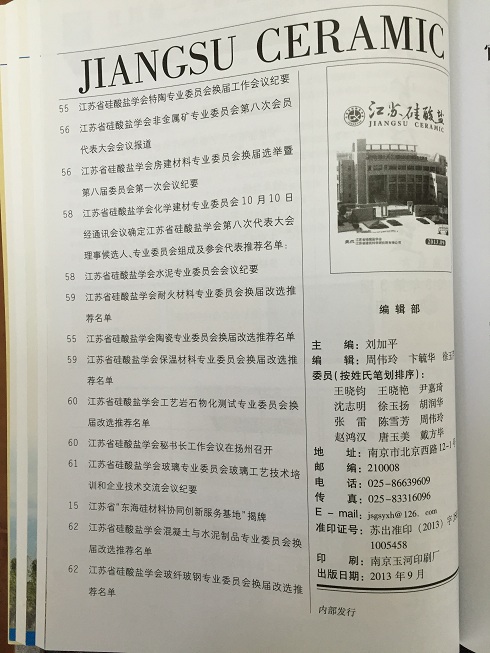 JIANGSU CERAMIC
55 江苏省硅酸盐学会特陶专业委员会换届工作会议纪要
56 江苏省硅酸盐学会非金属矿专业委员会第八次会员
代表大会会议报道
56 江苏省硅酸盐学会房建材料专业委员会换届选举暨
第八届委员会第一次会议纪要
58 江苏省硅酸盐学会化学建材专业委员会10月10日
经通讯会议确定江苏省硅酸盐学会第八次代表大会
理事候选人、专业委员会组成及参会代表推荐名单:
58 江苏省硅酸盐学会水泥专业委员会会议纪要
59 江苏省硅酸盐学会耐火材料专业委员会换届改选推
荐名单
55 江苏省硅酸盐学会陶瓷专业委员会换届改选推荐名单
59 江苏省硅酸盐学会保温材料专业委员会换届改选推
荐名单
60 江苏省硅酸盐学会工艺岩石物化测试专业委员会换
届改选推荐名单
60 江苏省硅酸盐学会秘书长工作会议在扬州召开
61 江苏省硅酸盐学会玻璃专业委员会玻璃工艺技术培
训和企业技术交流会议纪要
15 江苏省“东海硅材料协同创新服务基地”揭牌
62 江苏省硅酸盐学会混凝土与水泥制品专业委员会换
届改选推荐名单
62 江苏省硅酸盐学会玻纤玻钢专业委员会换届改选推
荐名单
江苏硅酸盐
JIANGSU CERAMIC
编辑部
主 编: 刘加平
编 辑: 周伟玲 卞毓华
委员(按姓氏笔划排序):
王晓钧 王晓艳 尹嘉琦
沈志明 徐玉扬 胡润华
张 雷 陈雪芳 周伟玲
赵鸿汉 唐玉美 戴方毕
地 址: 南京市北京西路12-1
邮 编: 210008
电 话: 025-86639609
传 真: 025-83316096
E-mail: jsgsyxh@126.com
准印证号: 苏出准印(2013)字
1005458
印 刷: 南京玉河印刷厂
出版日期: 2013年9月
内部发行